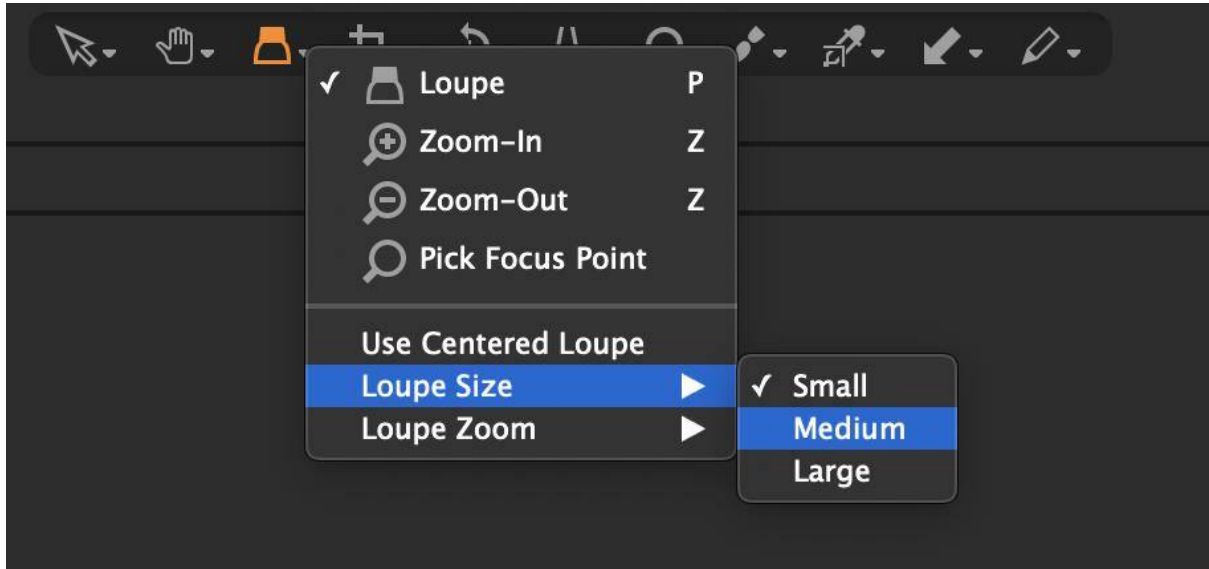 ✓ Loupe P
Zoom-In Z
Zoom-Out Z
Pick Focus Point
Use Centered Loupe
Loupe Size ▶
Loupe Zoom ▶
✓ Small
Medium
Large